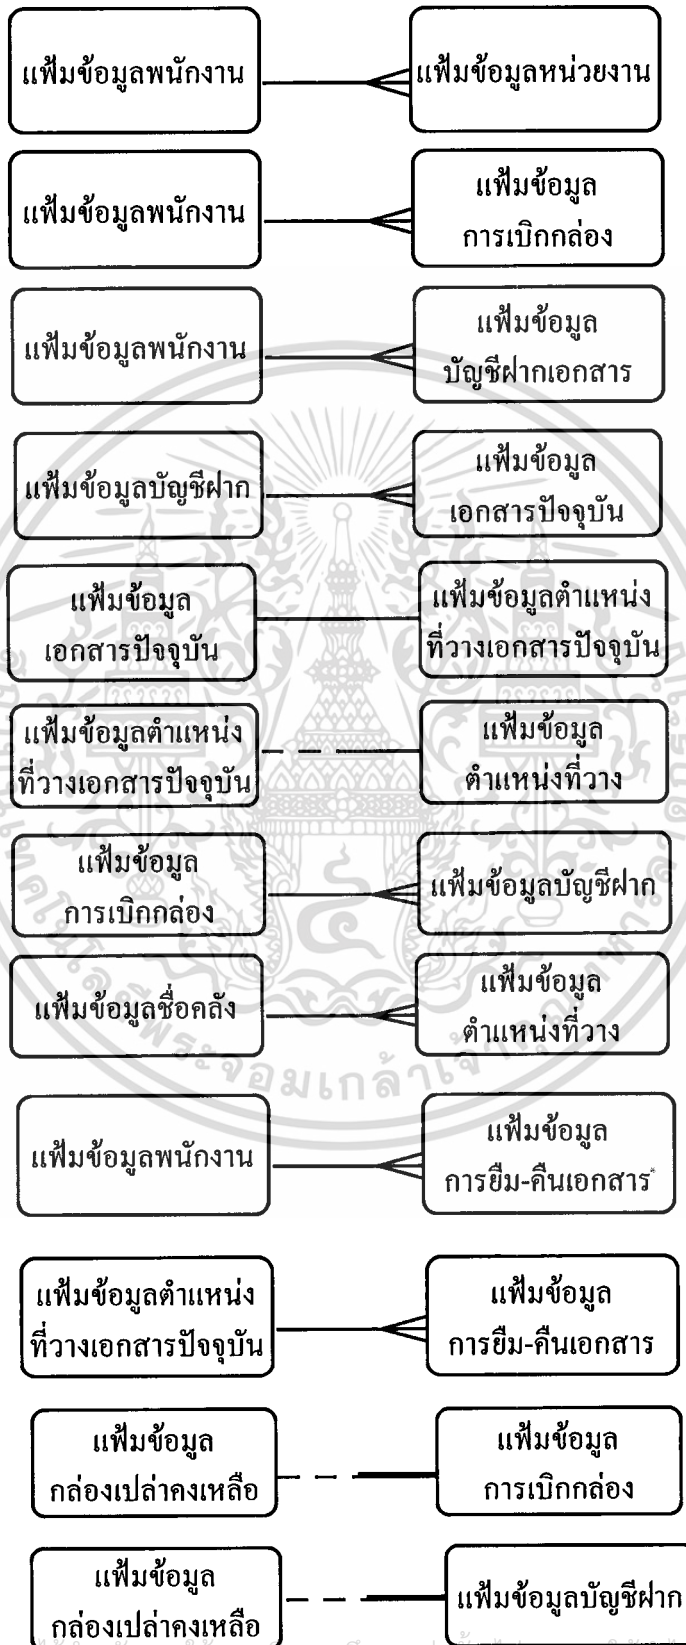 แฟ้มข้อมูลพนักงาน
แฟ้มข้อมูลหน่วยงาน
แฟ้มข้อมูลพนักงาน
แฟ้มข้อมูล
การเบิกกล่อง
แฟ้มข้อมูลพนักงาน
แฟ้มข้อมูล
บัญชีฝากเอกสาร
แฟ้มข้อมูลบัญชีฝาก
แฟ้มข้อมูล
เอกสารปัจจุบัน
แฟ้มข้อมูล
เอกสารปัจจุบัน
แฟ้มข้อมูลตำแหน่ง
ที่วางเอกสารปัจจุบัน
แฟ้มข้อมูลตำแหน่ง
ที่วางเอกสารปัจจุบัน
แฟ้มข้อมูล
ตำแหน่งที่วาง
แฟ้มข้อมูล
การเบิกกล่อง
แฟ้มข้อมูลบัญชีฝาก
แฟ้มข้อมูลชื่อคลัง
แฟ้มข้อมูล
ตำแหน่งที่วาง
แฟ้มข้อมูลพนักงาน
แฟ้มข้อมูล
การยืม-คืนเอกสาร
แฟ้มข้อมูลตำแหน่ง
ที่วางเอกสารปัจจุบัน
แฟ้มข้อมูล
การยืม-คืนเอกสาร
แฟ้มข้อมูล
กล่องเปล่าคงเหลือ
แฟ้มข้อมูล
การเบิกกล่อง
แฟ้มข้อมูล
กล่องเปล่าคงเหลือ
แฟ้มข้อมูลบัญชีฝาก